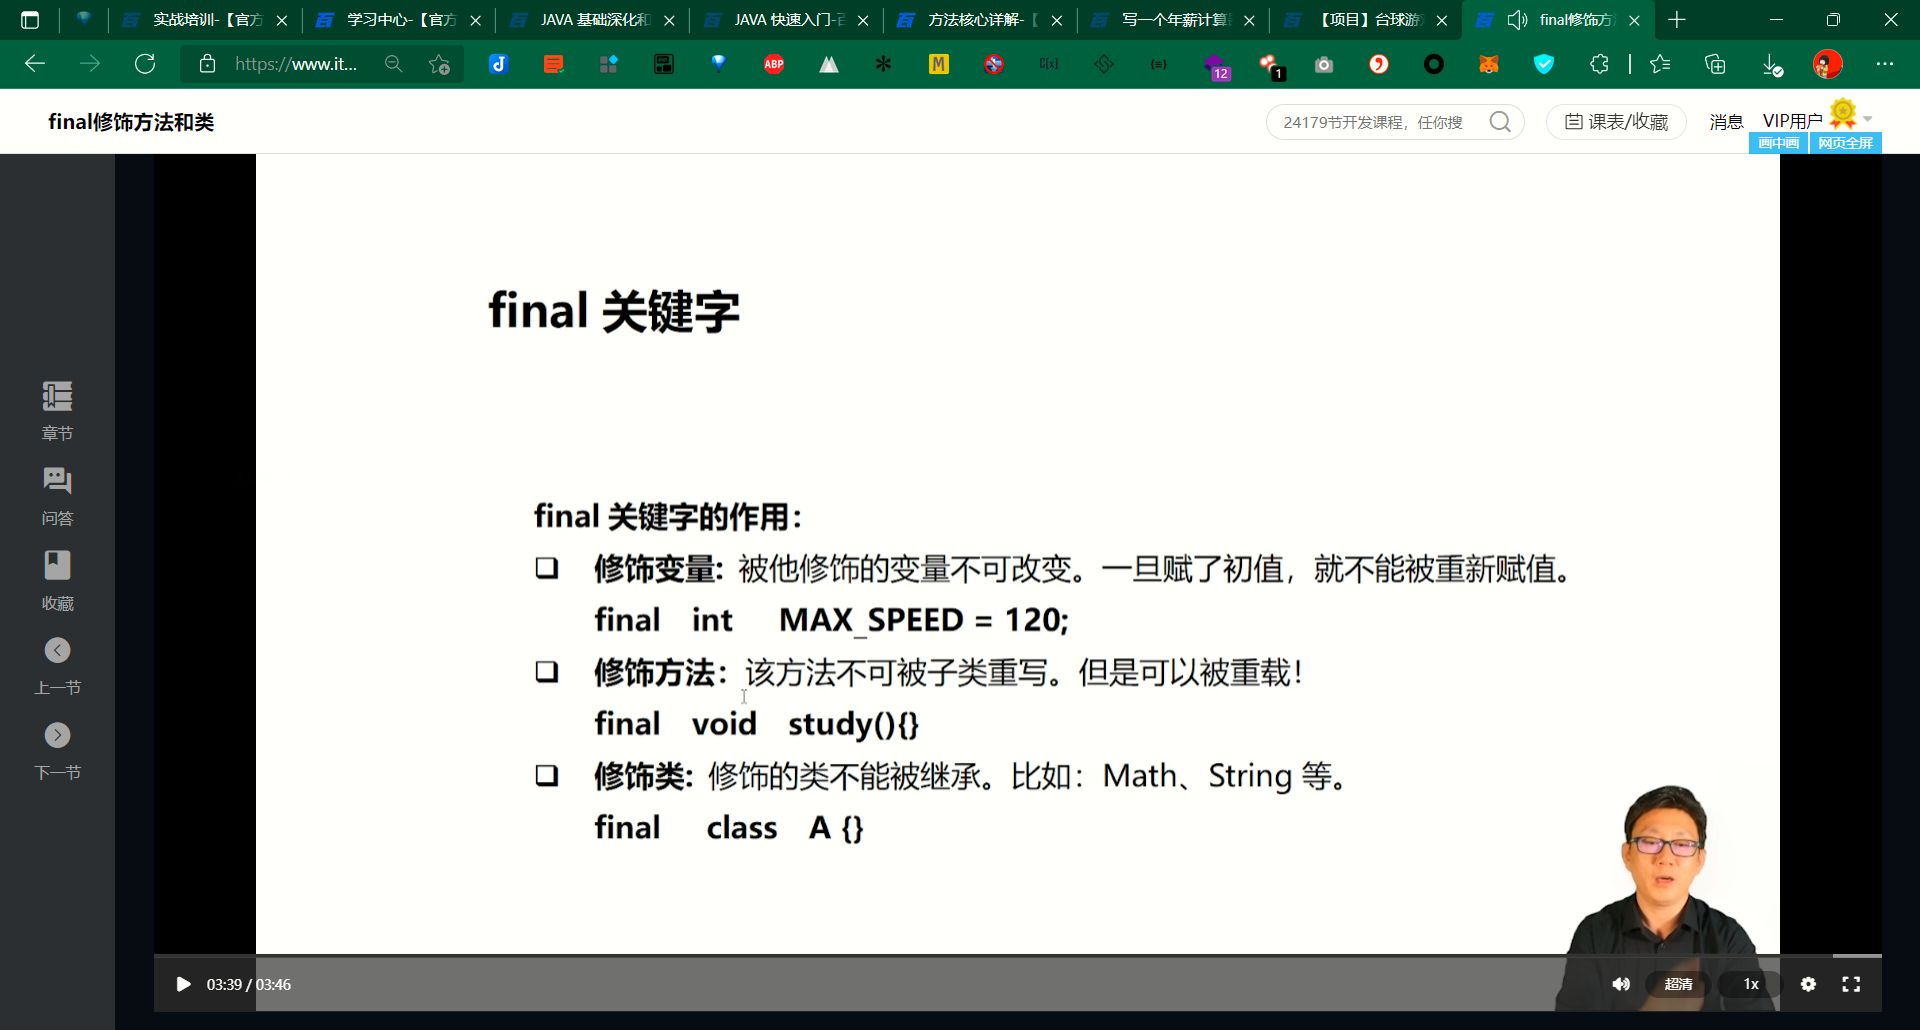 实战培训-【官方
学习中心-【官方
JAVA 基础深化和
JAVA 快速入门-百
方法核心详解-【
写一个年薪计算
【项目】台球游
final修饰方
https://www.it...
ABP
M
12
1
final修饰方法和类
24179节开发课程，任你搜
课表/收藏
消息
VIP用户
画中画
网页全屏
章节
问答
收藏
上一节
下一节
final 关键字
final 关键字的作用：
修饰变量: 被他修饰的变量不可改变。一旦赋了初值，就不能被重新赋值。
final int MAX_SPEED = 120;
修饰方法：该方法不可被子类重写。但是可以被重载！
final void study(){}
修饰类: 修饰的类不能被继承。比如：Math、String 等。
final class A {}
03:39 / 03:46
超清
1x